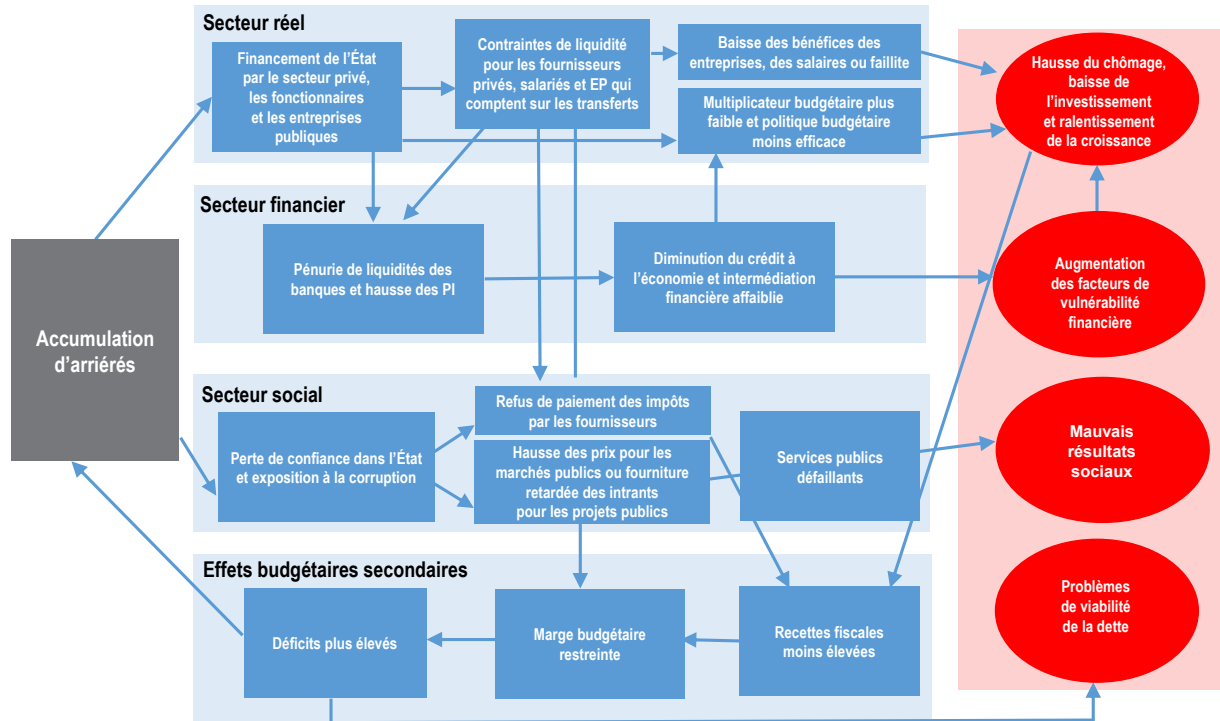 Secteur réel
Financement de l’État
par le secteur privé,
les fonctionnaires
et les entreprises
publiques
Contraintes de liquidité
pour les fournisseurs
privés, salariés et EP qui
comptent sur les transferts
Baisse des bénéfices des
entreprises, des salaires ou faillite
Multiplicateur budgétaire plus
faible et politique budgétaire
moins efficace
Hausse du chômage,
baisse de
l’investissement
et ralentissement
de la croissance
Secteur financier
Pénurie de liquidités des
banques et hausse des PI
Diminution du crédit à
l’économie et intermédiation
financière affaiblie
Augmentation
des facteurs de
vulnérabilité
financière
Accumulation
d’arriérés
Secteur social
Perte de confiance dans l’État
et exposition à la corruption
Refus de paiement des impôts
par les fournisseurs
Hausse des prix pour les
marchés publics ou fourniture
retardée des intrants
pour les projets publics
Services publics
défaillants
Mauvais
résultats
sociaux
Effets budgétaires secondaires
Déficits plus élevés
Marge budgétaire
restreinte
Recettes fiscales
moins élevées
Problèmes
de viabilité
de la dette